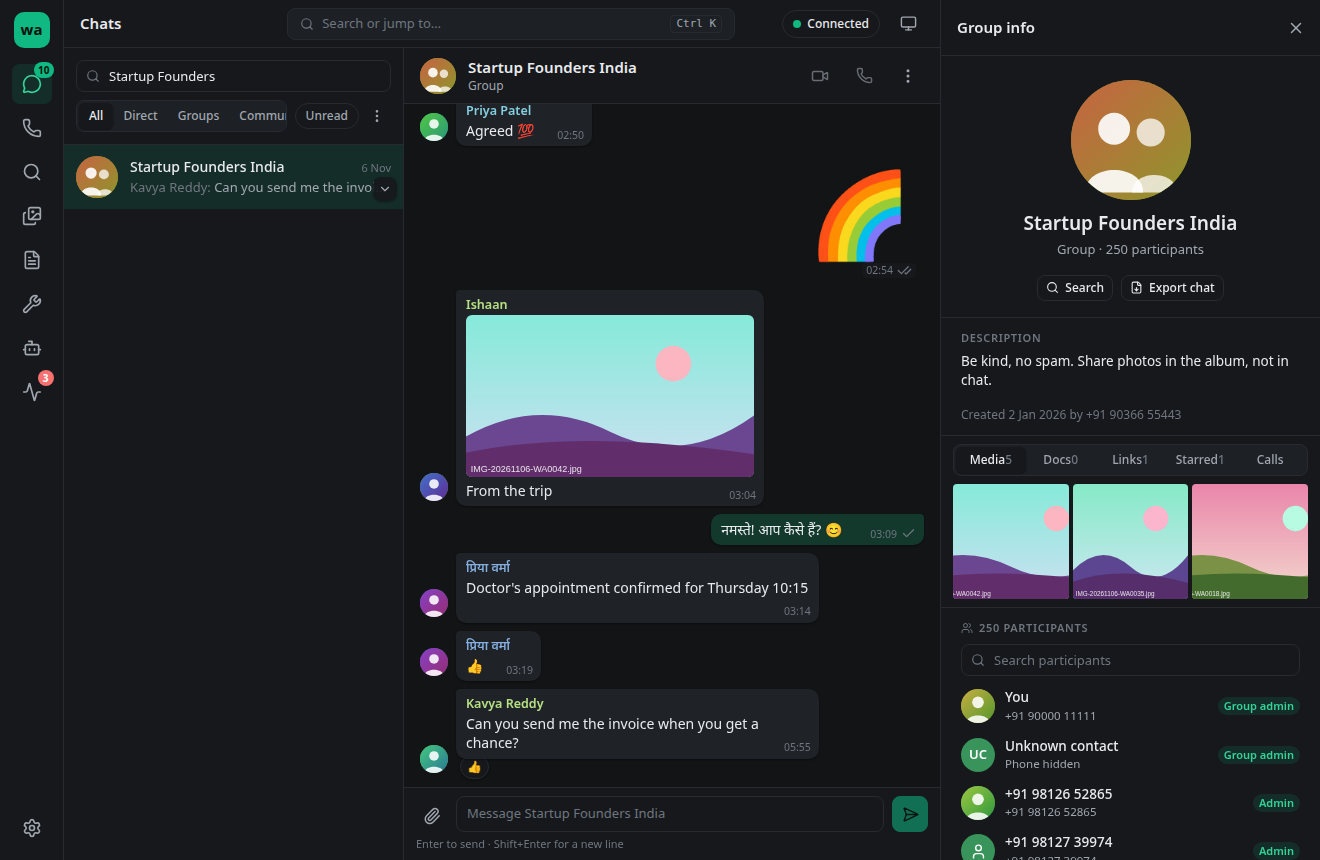 wa
Chats
Search or jump to...
Ctrl K
Connected
10
3
Startup Founders
All
Direct
Groups
Unread
Startup Founders India
6 Nov
Kavya Reddy: Can you send me the invo
Startup Founders India
Group
Priya Patel
Agreed 💯
02:50
02:54
Ishaan
IMG-20261106-WA0042.jpg
From the trip
03:04
नमस्ते! आप कैसे हैं? 😊
03:09
प्रिया वर्मा
Doctor's appointment confirmed for Thursday 10:15
03:14
प्रिया वर्मा
👍
03:19
Kavya Reddy
Can you send me the invoice when you get a
chance?
05:55
👍
Message Startup Founders India
Enter to send · Shift+Enter for a new line
Group info
Startup Founders India
Group · 250 participants
Search
Export chat
DESCRIPTION
Be kind, no spam. Share photos in the album, not in
chat.
Created 2 Jan 2026 by +91 90366 55443
Media5
Docs0
Links1
Starred1
Calls
-WA0042.jpg
IMG-20261106-WA0035.jpg
-WA0018.jpg
250 PARTICIPANTS
Search participants
You
+91 90000 11111
Group admin
UC
Unknown contact
Phone hidden
Group admin
+91 98126 52865
+91 98126 52865
Admin
+91 98127 39974
Admin